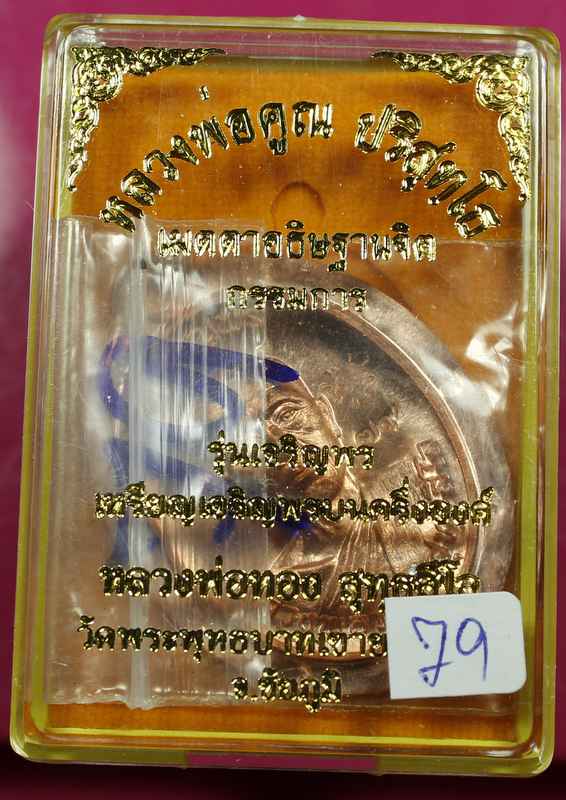 หลวงพ่อคูณ ปริสุทโธ
เมตตาอธิษฐานจิต
กรรมการ
รุ่นเจริญพร
เหรียญเจริญพรบนครึ่งองค์
หลวงพ่อทอง สุทธสีโล
วัดพระพุทธบาทเขาย
จ.ชัยภูมิ
79